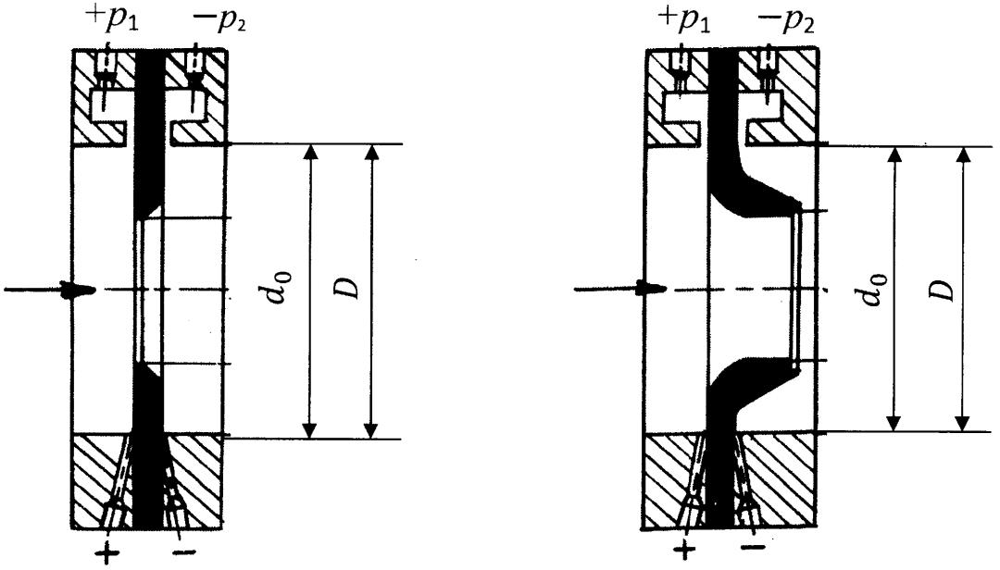 +p₁ −p₂
d₀ D
+ −
+p₁ −p₂
d₀ D
+ −